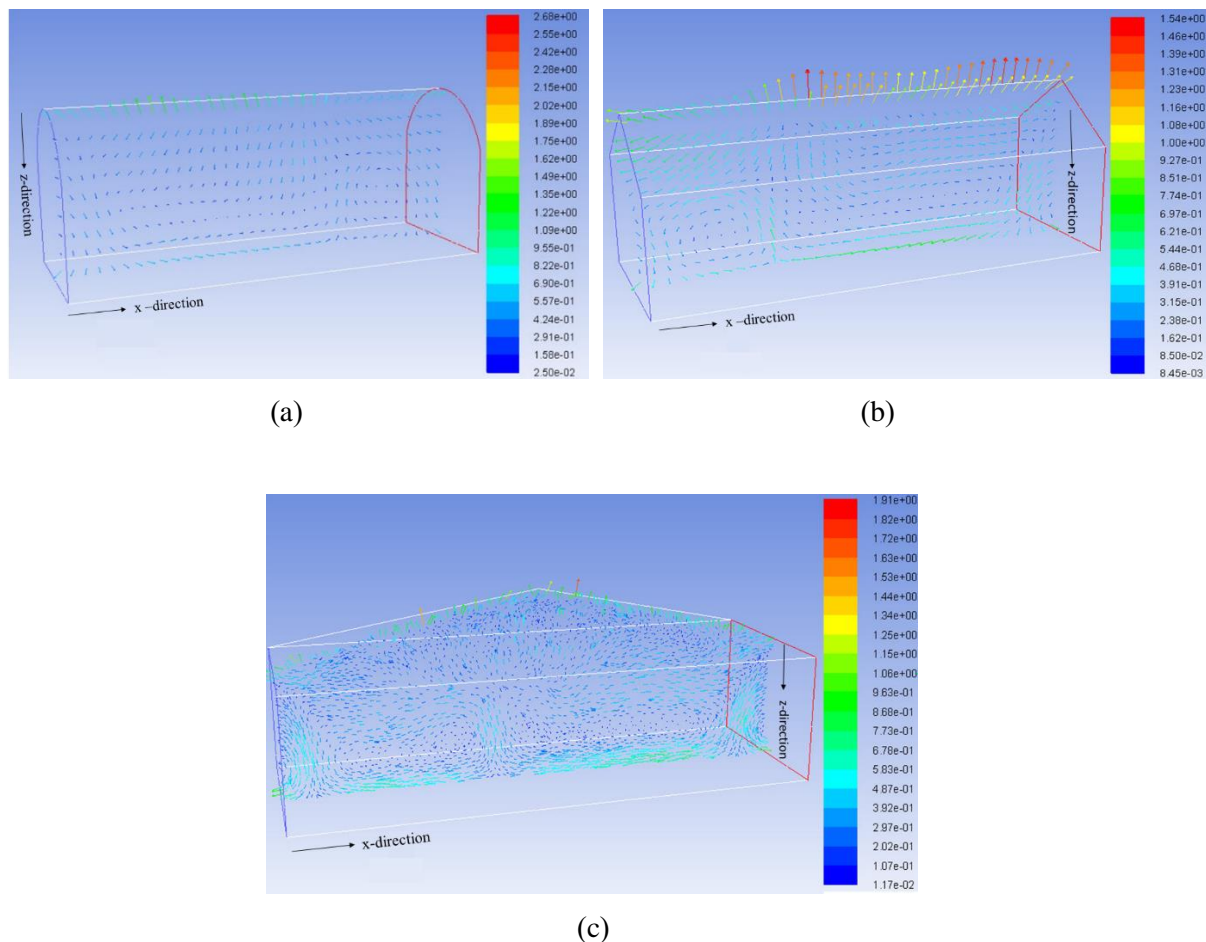 2.68e+00
2.55e+00
2.42e+00
2.28e+00
2.15e+00
2.02e+00
1.89e+00
1.75e+00
1.62e+00
1.49e+00
1.35e+00
1.22e+00
1.09e+00
9.55e-01
8.22e-01
6.90e-01
5.57e-01
4.24e-01
2.91e-01
1.58e-01
2.50e-02
z-direction
x –direction
(a)
1.54e+00
1.46e+00
1.39e+00
1.31e+00
1.23e+00
1.16e+00
1.08e+00
1.00e+00
9.27e-01
8.51e-01
7.74e-01
6.97e-01
6.21e-01
5.44e-01
4.68e-01
3.91e-01
3.15e-01
2.38e-01
1.62e-01
8.50e-02
8.45e-03
z-direction
x –direction
(b)
1.91e+00
1.82e+00
1.72e+00
1.63e+00
1.53e+00
1.44e+00
1.34e+00
1.25e+00
1.15e+00
1.06e+00
9.63e-01
8.68e-01
7.73e-01
6.78e-01
5.83e-01
4.87e-01
3.92e-01
2.97e-01
2.02e-01
1.07e-01
1.17e-02
z-direction
x-direction
(c)